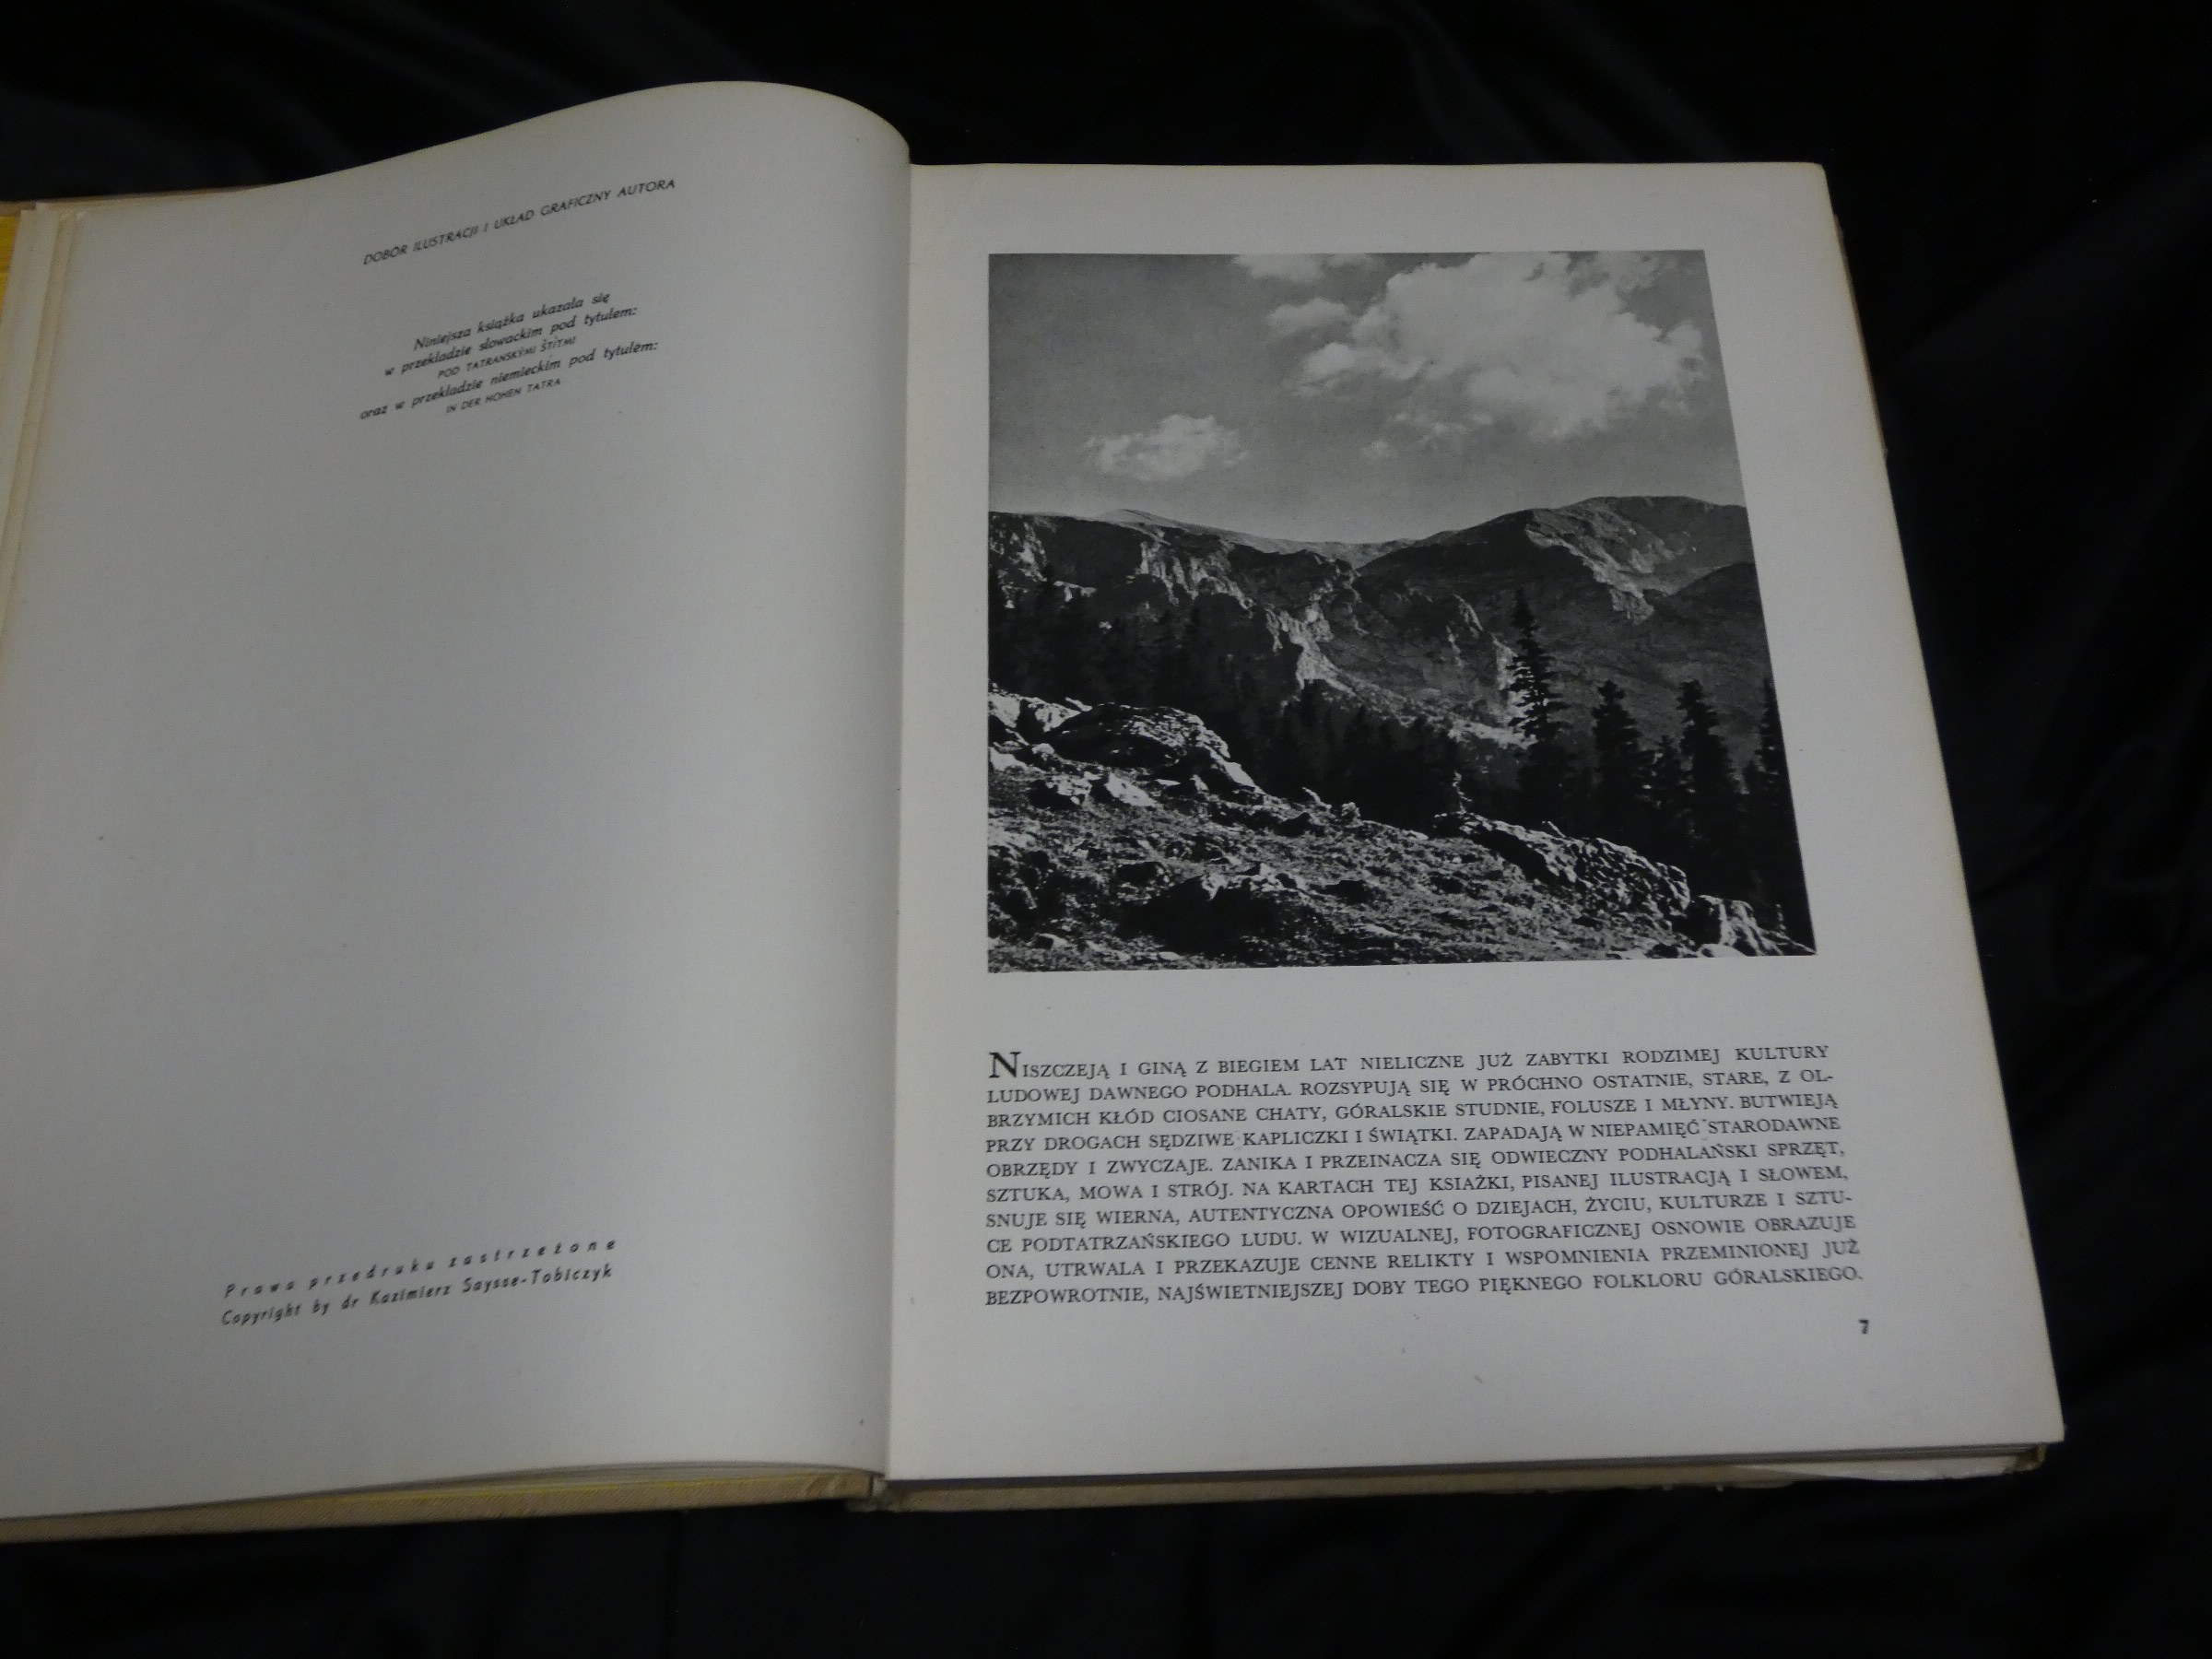 DOBÓR ILUSTRACJI I UKŁAD GRAFICZNY AUTORA
Niniejsza książka ukazała się
w przekładzie słowackim pod tytułem:
POD TATRANSKÝMI ŠTÍTMI
oraz w przekładzie niemieckim pod tytułem:
IN DER HOHEN TATRA
Prawa przedruku zastrzeżone
Copyright by dr Kazimierz Saysse-Tobiczyk
NISZCZEJĄ I GINĄ Z BIEGIEM LAT NIELICZNE JUŻ ZABYTKI RODZIMEJ KULTURY
LUDOWEJ DAWNEGO PODHALA. ROZSYPUJĄ SIĘ W PRÓCHNO OSTATNIE, STARE, Z OL-
BRZYMICH KŁÓD CIOSANE CHATY, GÓRALSKIE STUDNIE, FOLUSZE I MŁYNY. BUTWIEJĄ
PRZY DROGACH SĘDZIWE KAPLICZKI I ŚWIĄTKI. ZAPADAJĄ W NIEPAMIĘĆ STARODAWNE
OBRZĘDY I ZWYCZAJE. ZANIKA I PRZEINACZA SIĘ ODWIECZNY PODHALAŃSKI SPRZĘT,
SZTUKA, MOWA I STRÓJ. NA KARTACH TEJ KSIĄŻKI, PISANEJ ILUSTRACJĄ I SŁOWEM,
SNUJE SIĘ WIERNA, AUTENTYCZNA OPOWIEŚĆ O DZIEJACH, ŻYCIU, KULTURZE I SZTU-
CE PODTATRZAŃSKIEGO LUDU. W WIZUALNEJ, FOTOGRAFICZNEJ OSNOWIE OBRAZUJE
ONA, UTRWALA I PRZEKAZUJE CENNE RELIKTY I WSPOMNIENIA PRZEMINIONEJ JUŻ
BEZPOWROTNIE, NAJŚWIETNIEJSZEJ DOBY TEGO PIĘKNEGO FOLKLORU GÓRALSKIEGO.
7